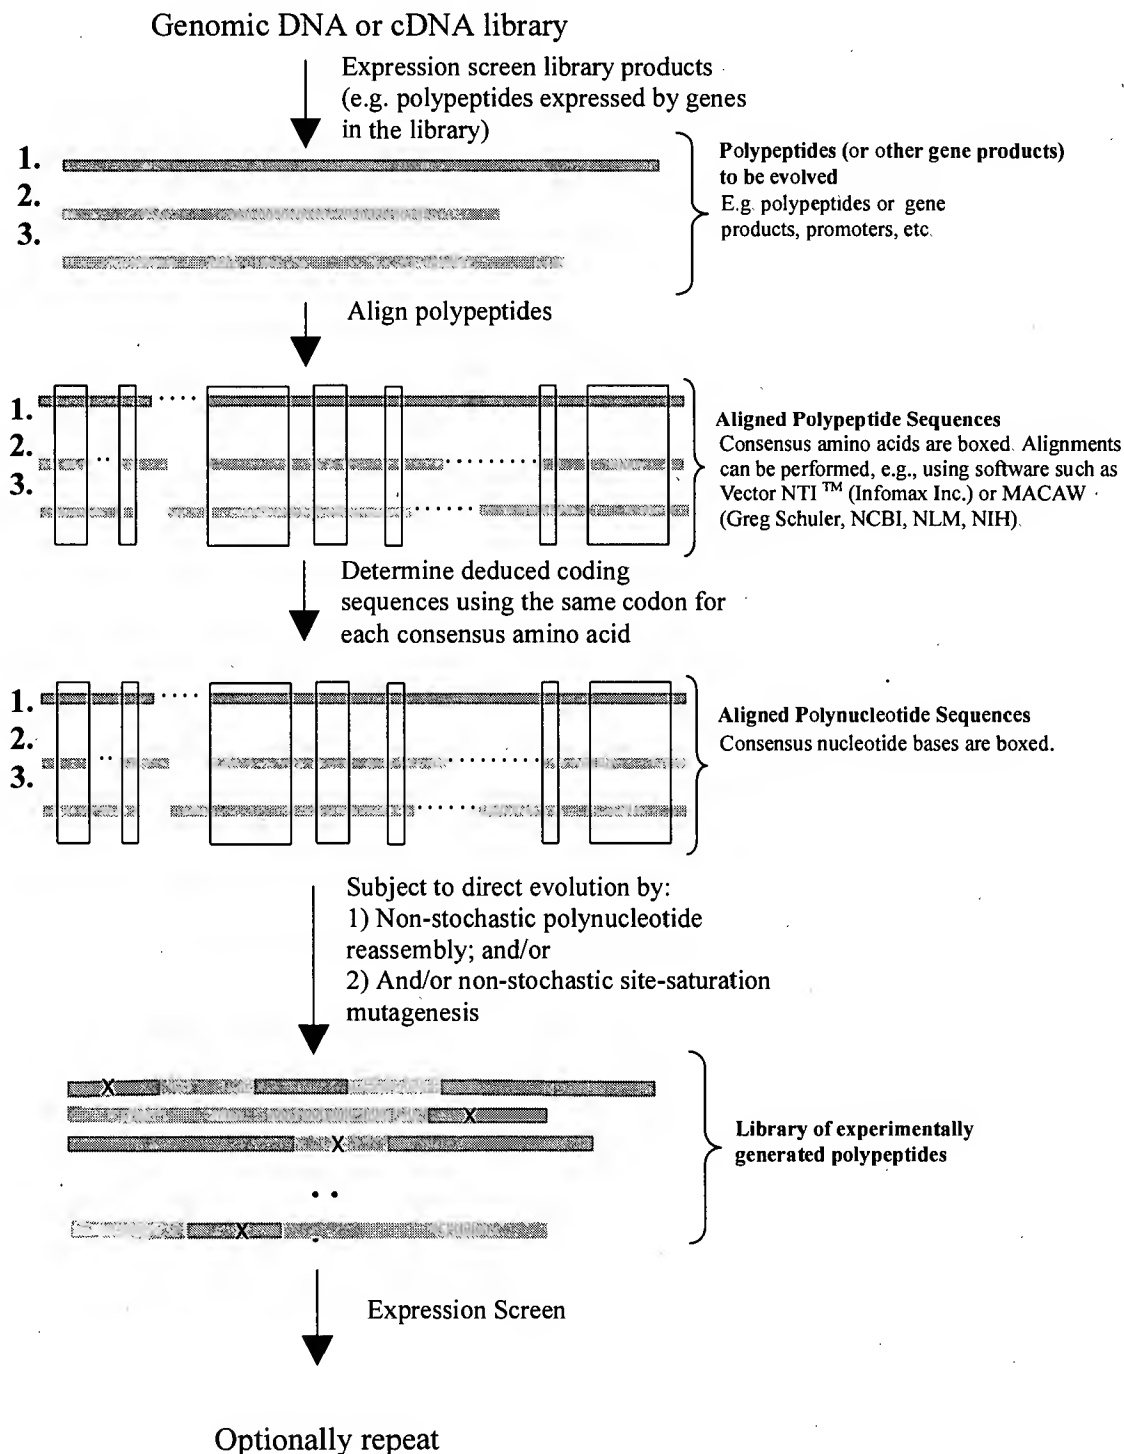 Genomic DNA or cDNA library
Expression screen library products
(e.g. polypeptides expressed by genes
in the library)
1.
2.
3.
Polypeptides (or other gene products)
to be evolved
E.g. polypeptides or gene
products, promoters, etc.
Align polypeptides
1.
2.
3.
Aligned Polypeptide Sequences
Consensus amino acids are boxed. Alignments
can be performed, e.g., using software such as
Vector NTI ™ (Infomax Inc.) or MACAW
(Greg Schuler, NCBI, NLM, NIH).
Determine deduced coding
sequences using the same codon for
each consensus amino acid
1.
2.
3.
Aligned Polynucleotide Sequences
Consensus nucleotide bases are boxed.
Subject to direct evolution by:
1) Non-stochastic polynucleotide
reassembly; and/or
2) And/or non-stochastic site-saturation
mutagenesis
X
X
X
X
Library of experimentally
generated polypeptides
Expression Screen
Optionally repeat